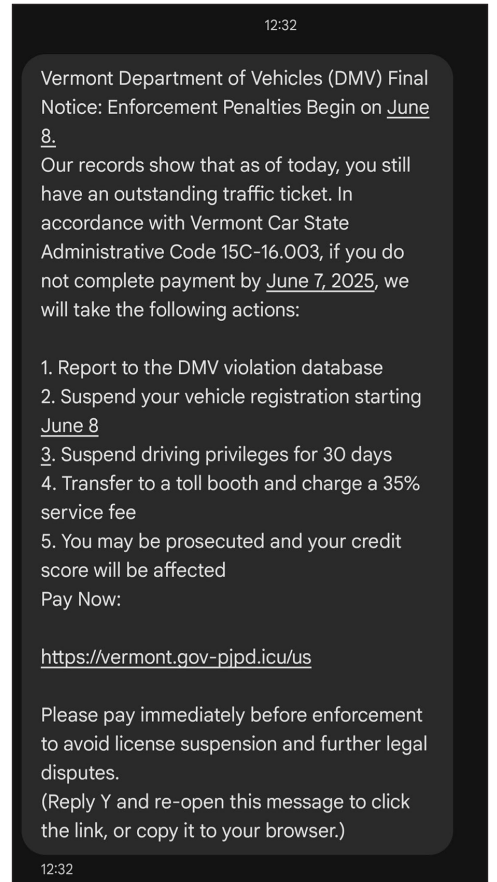 12:32
Vermont Department of Vehicles (DMV) Final
Notice: Enforcement Penalties Begin on June
8.
Our records show that as of today, you still
have an outstanding traffic ticket. In
accordance with Vermont Car State
Administrative Code 15C-16.003, if you do
not complete payment by June 7, 2025, we
will take the following actions:
1. Report to the DMV violation database
2. Suspend your vehicle registration starting
June 8
3. Suspend driving privileges for 30 days
4. Transfer to a toll booth and charge a 35%
service fee
5. You may be prosecuted and your credit
score will be affected
Pay Now:
https://vermont.gov-pjpd.icu/us
Please pay immediately before enforcement
to avoid license suspension and further legal
disputes.
(Reply Y and re-open this message to click
the link, or copy it to your browser.)
12:32